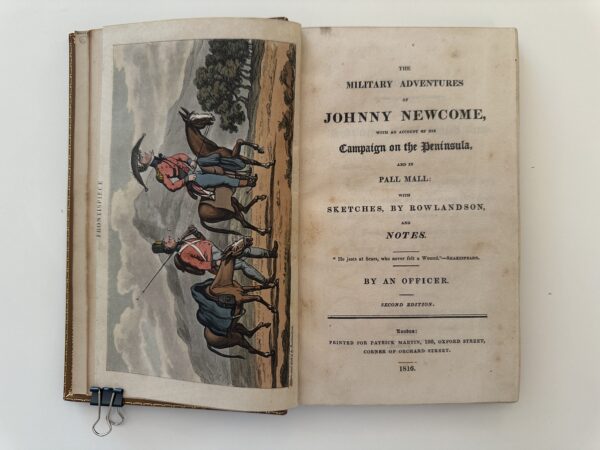 FRONTISPIECE
THE
MILITARY ADVENTURES
OF
JOHNNY NEWCOME,
WITH AN ACCOUNT OF HIS
Campaign on the Peninsula,
AND IN
PALL MALL:
WITH
SKETCHES, BY ROWLANDSON,
AND
NOTES.
"He jests at Scars, who never felt a Wound."—SHAKESPEARE.
BY AN OFFICER.
SECOND EDITION.
London:
PRINTED FOR PATRICK MARTIN, 198, OXFORD STREET,
CORNER OF ORCHARD STREET.
1816.